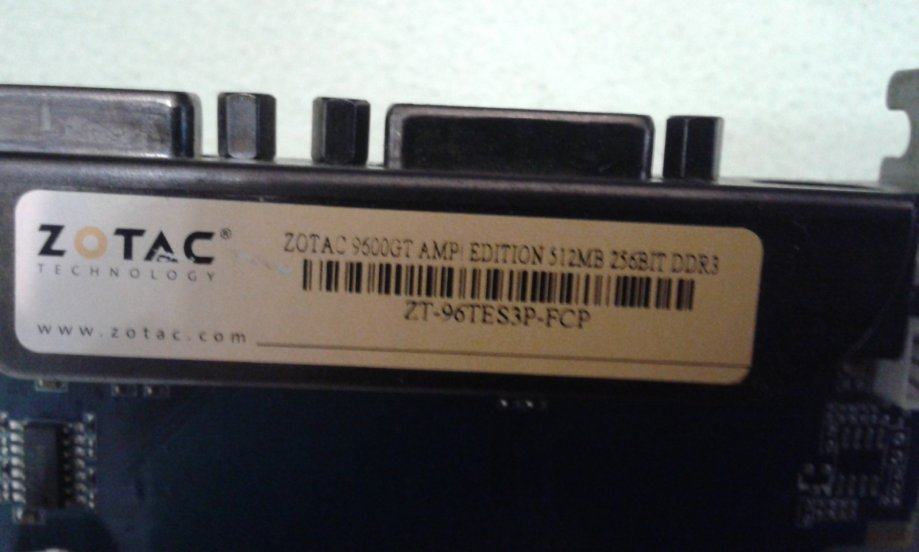 ZOTAC®
TECHNOLOGY
www.zotac.com
ZOTAC 9600GT AMP! EDITION 512MB 256BIT DDR3
ZT-96TES3P-FCP